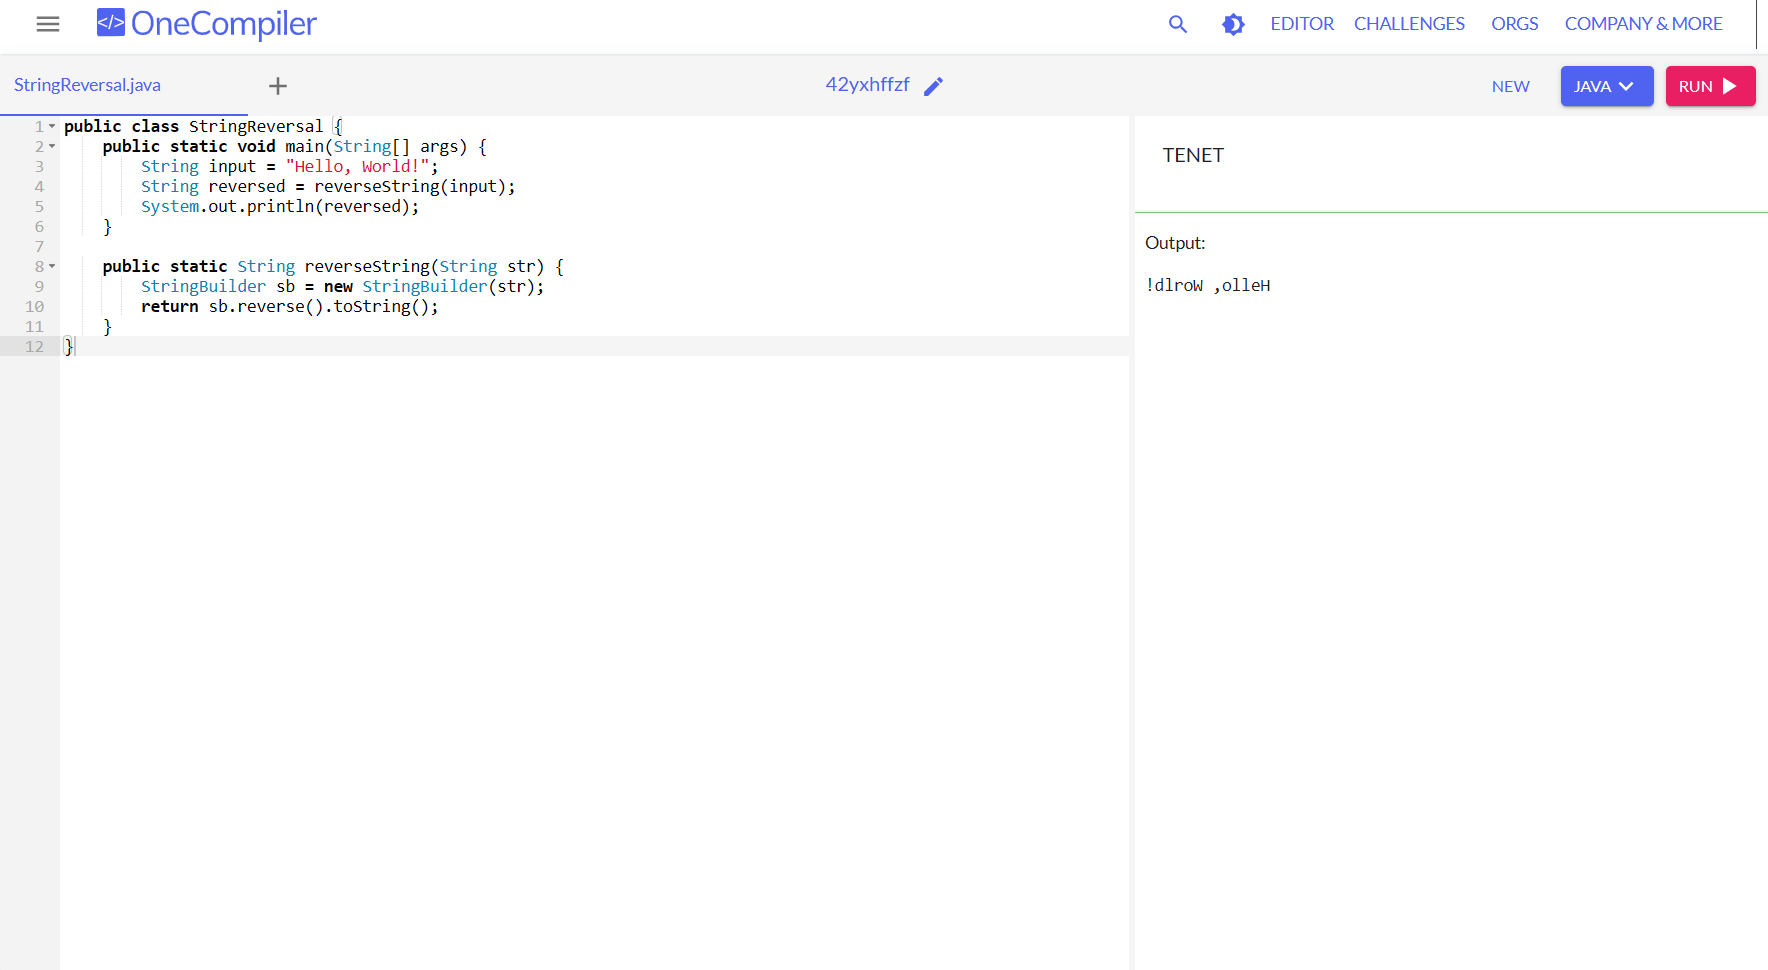 </> OneCompiler
EDITOR CHALLENGES ORGS COMPANY & MORE
StringReversal.java + 42yxhffzf NEW JAVA RUN
1 public class StringReversal {
2     public static void main(String[] args) {
3         String input = "Hello, World!";
4         String reversed = reverseString(input);
5         System.out.println(reversed);
6     }
7
8     public static String reverseString(String str) {
9         StringBuilder sb = new StringBuilder(str);
10         return sb.reverse().toString();
11     }
12 }
TENET
Output:
!dlroW ,olleH